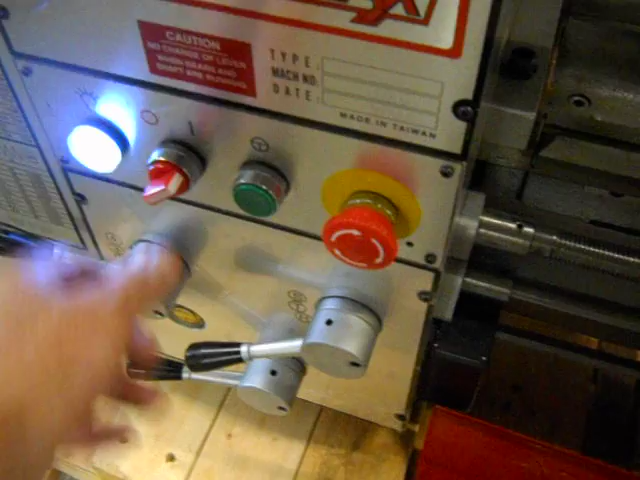 CAUTION
NO CHANGE OF LEVER
WHEN GEARS AND
SHAFT ARE RUNNING
TYPE:
MACH NO.
DATE:
MADE IN TAIWAN